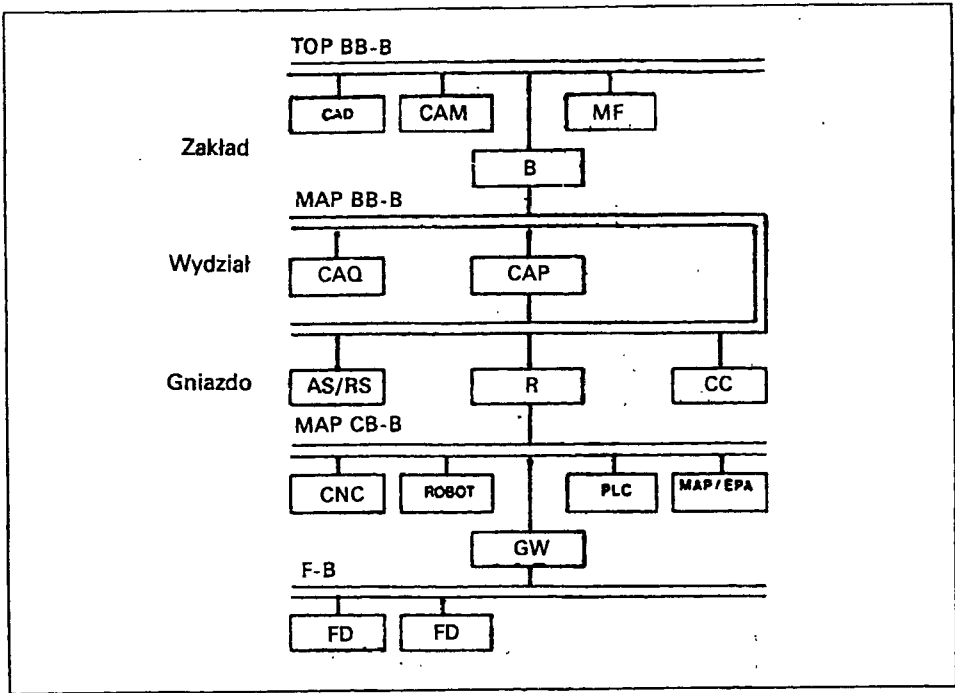 TOP BB-B
CAD CAM MF
Zakład
B
MAP BB-B
Wydział
CAQ CAP
Gniazdo
AS/RS R CC
MAP CB-B
CNC ROBOT PLC MAP/EPA
GW
F-B
FD FD